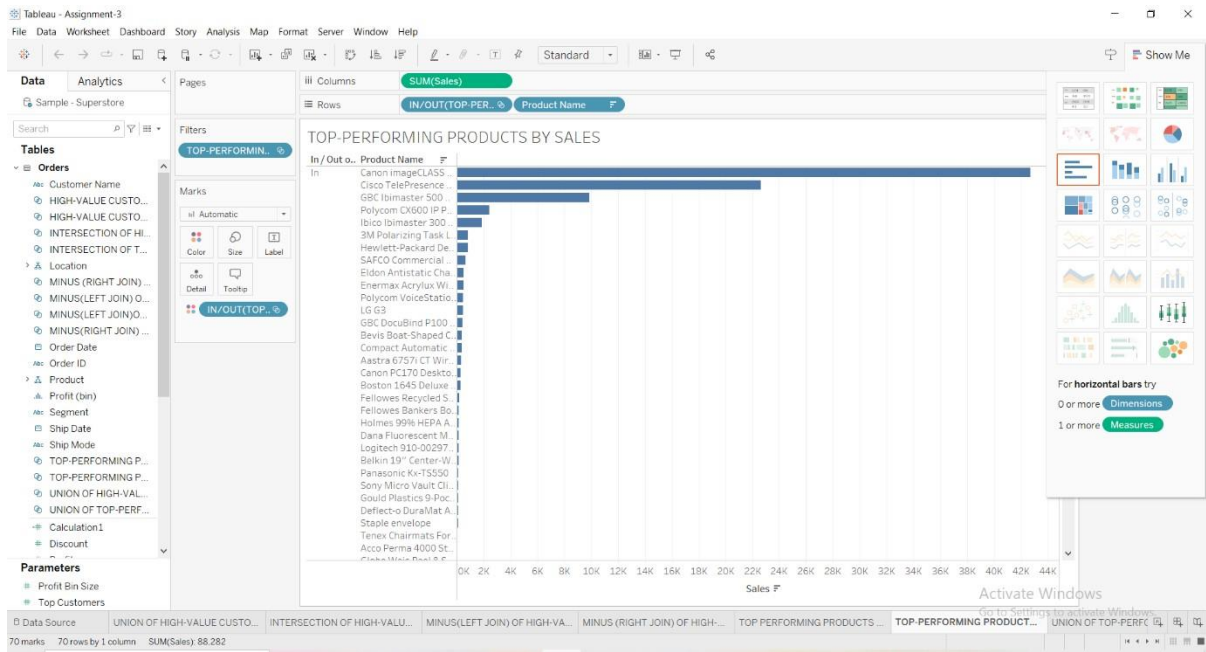 Tableau - Assignment-3
File Data Worksheet Dashboard Story Analysis Map Format Server Window Help
Standard
Show Me
Data Analytics
Sample - Superstore
Search
Tables
Orders
Abc Customer Name
HIGH-VALUE CUSTO...
HIGH-VALUE CUSTO...
INTERSECTION OF HI...
INTERSECTION OF T...
Location
MINUS (RIGHT JOIN) ...
MINUS(LEFT JOIN) O...
MINUS(LEFT JOIN)O...
MINUS(RIGHT JOIN) ...
Order Date
Abc Order ID
Product
Profit (bin)
Abc Segment
Ship Date
Abc Ship Mode
TOP-PERFORMING P...
TOP-PERFORMING P...
UNION OF HIGH-VAL...
UNION OF TOP-PERF...
Calculation1
Discount
Parameters
Profit Bin Size
Top Customers
Pages
Filters
TOP-PERFORMIN..
Marks
Automatic
Color Size Label
Detail Tooltip
IN/OUT(TOP..
Columns SUM(Sales)
Rows IN/OUT(TOP-PER.. Product Name
TOP-PERFORMING PRODUCTS BY SALES
In / Out o.. Product Name
In Canon imageCLASS ..
Cisco TelePresence ..
GBC Ibimaster 500 ..
Polycom CX600 IP P..
Ibico Ibimaster 300 ..
3M Polarizing Task L..
Hewlett-Packard De..
SAFCO Commercial ..
Eldon Antistatic Cha..
Enermax Acrylux Wi..
Polycom VoiceStatio..
LG G3
GBC DocuBind P100 ..
Bevis Boat-Shaped C..
Compact Automatic ..
Aastra 6757i CT Wir..
Canon PC170 Deskto..
Boston 1645 Deluxe ..
Fellowes Recycled S..
Fellowes Bankers Bo..
Holmes 99% HEPA A..
Dana Fluorescent M..
Logitech 910-00297..
Belkin 19" Center-W..
Panasonic Kx-TS550
Sony Micro Vault Cli..
Gould Plastics 9-Poc..
Deflect-o DuraMat A..
Staple envelope
Tenex Chairmats For..
Acco Perma 4000 St..
0K 2K 4K 6K 8K 10K 12K 14K 16K 18K 20K 22K 24K 26K 28K 30K 32K 34K 36K 38K 40K 42K 44K
Sales
For horizontal bars try
0 or more Dimensions
1 or more Measures
Activate Windows
Go to Settings to activate Windows.
Data Source UNION OF HIGH-VALUE CUSTO... INTERSECTION OF HIGH-VALU... MINUS(LEFT JOIN) OF HIGH-VA... MINUS (RIGHT JOIN) OF HIGH-... TOP PERFORMING PRODUCTS ... TOP-PERFORMING PRODUCT... UNION OF TOP-PERFO
70 marks 70 rows by 1 column SUM(Sales): 88.282